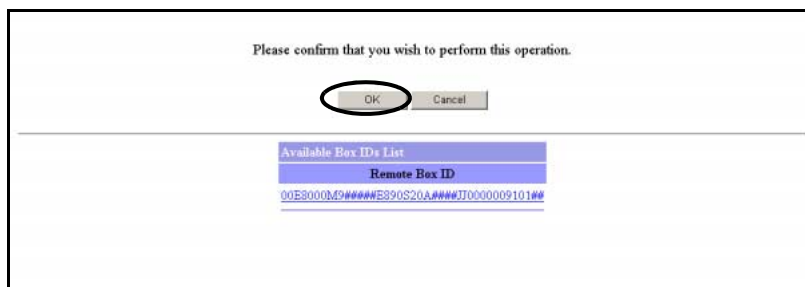 Please confirm that you wish to perform this operation.
OK Cancel
Available Box IDs List
Remote Box ID
00E8000M9#####E890S20A####JJ0000009101##